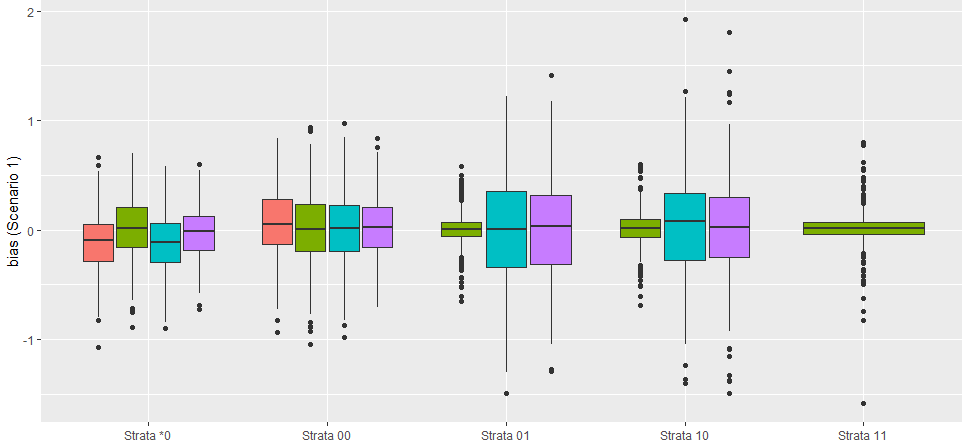 2
1
0
-1
bias (Scenario 1)
Strata *0
Strata 00
Strata 01
Strata 10
Strata 11